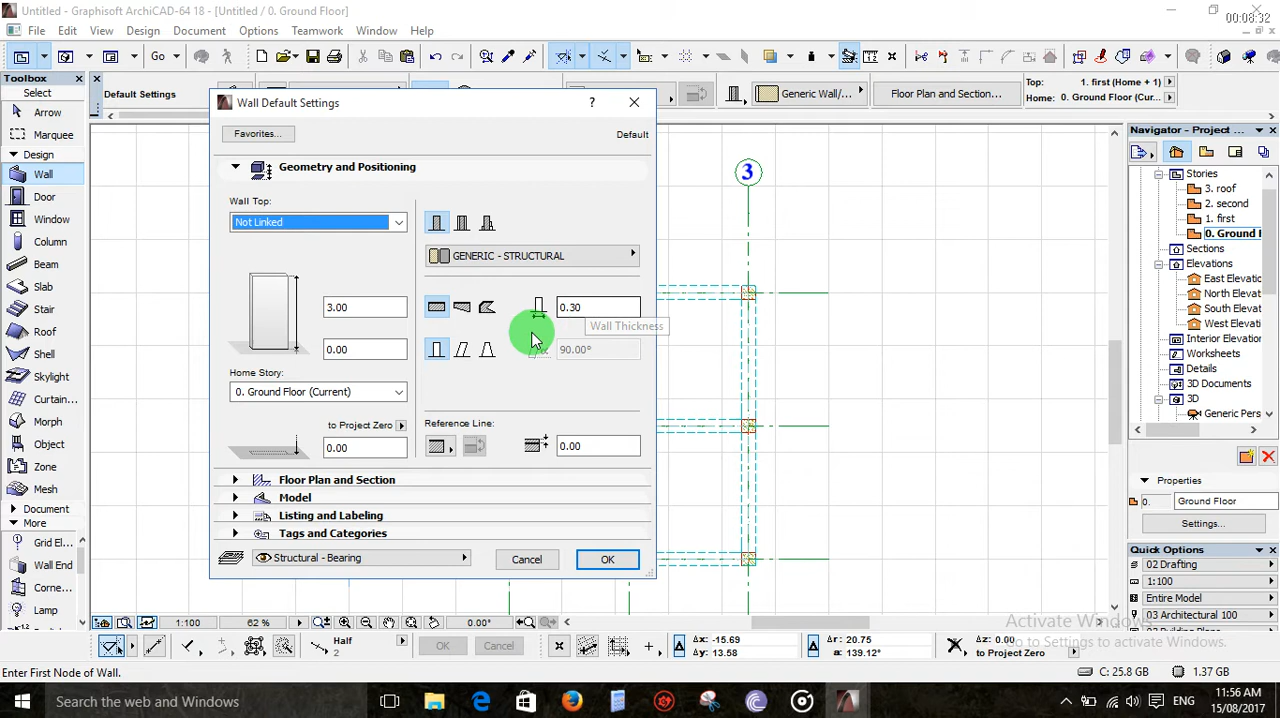 Untitled - Graphisoft ArchiCAD-64 18 - [Untitled / 0. Ground Floor]
00:08:32
File Edit View Design Document Options Teamwork Window Help
Go
Toolbox
Select
Arrow
Marquee
Design
Wall
Door
Window
Column
Beam
Slab
Stair
Roof
Shell
Skylight
Curtain...
Morph
Object
Zone
Mesh
Document
More
Grid El...
Wall End
Corne...
Lamp
Default Settings
Generic Wall/...
Floor Plan and Section...
Top: 1. first (Home + 1)
Home: 0. Ground Floor (Cur...
Wall Default Settings
?
Favorites...
Default
Geometry and Positioning
Wall Top:
Not Linked
GENERIC - STRUCTURAL
3.00
0.30
Wall Thickness
0.00
α
90.00°
Home Story:
0. Ground Floor (Current)
to Project Zero
Reference Line:
0.00
0.00
Floor Plan and Section
Model
Listing and Labeling
Tags and Categories
Structural - Bearing
Cancel
OK
3
Navigator - Project ...
Stories
3. roof
2. second
1. first
0. Ground F
Sections
Elevations
East Elevatio
North Elevat
South Elevat
West Elevati
Interior Elevatio
Worksheets
Details
3D Documents
3D
Generic Pers
Properties
0.
Ground Floor
Settings...
Quick Options
02 Drafting
1:100
Entire Model
03 Architectural 100
1:100
62 %
0.00°
Activate Windows
Go to Settings to activate Windows.
Half
2
OK
Cancel
Δx: -15.69
Δy: 13.58
Δr: 20.75
a: 139.12°
Δz: 0.00
to Project Zero
Enter First Node of Wall.
C: 25.8 GB
1.37 GB
Search the web and Windows
ENG
11:56 AM
15/08/2017